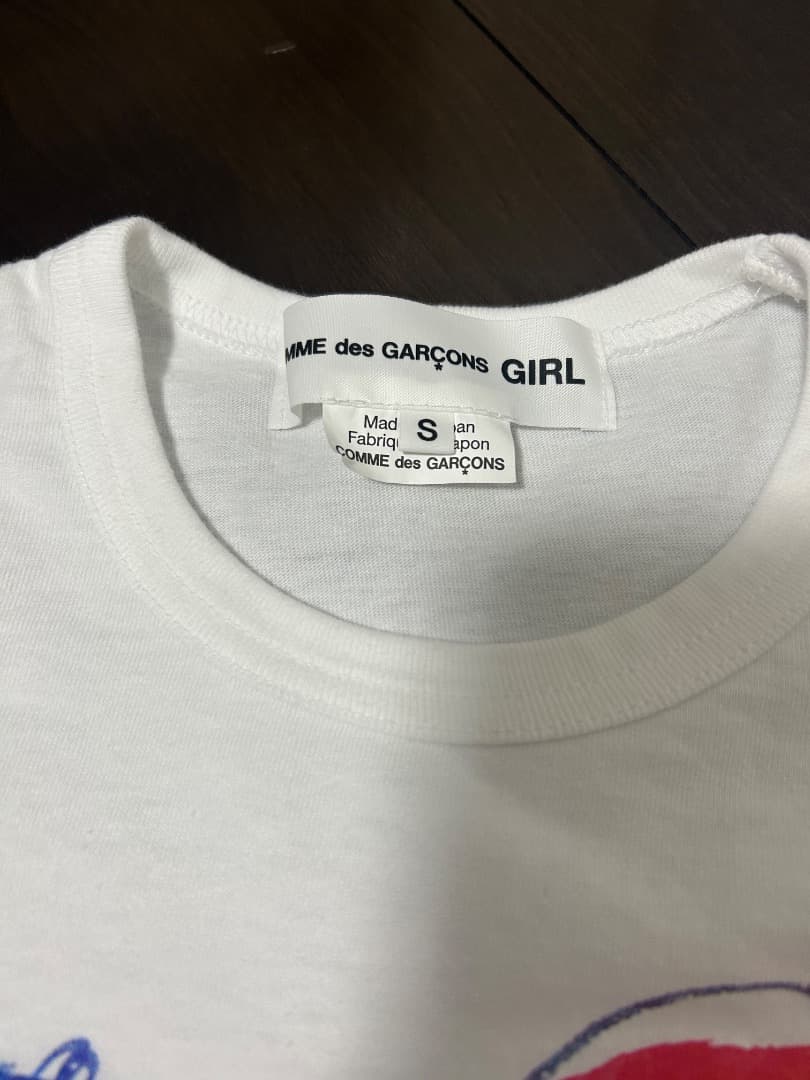 MME des GARÇONS GIRL
Mad S pan
Fabriq apon
COMME des GARÇONS